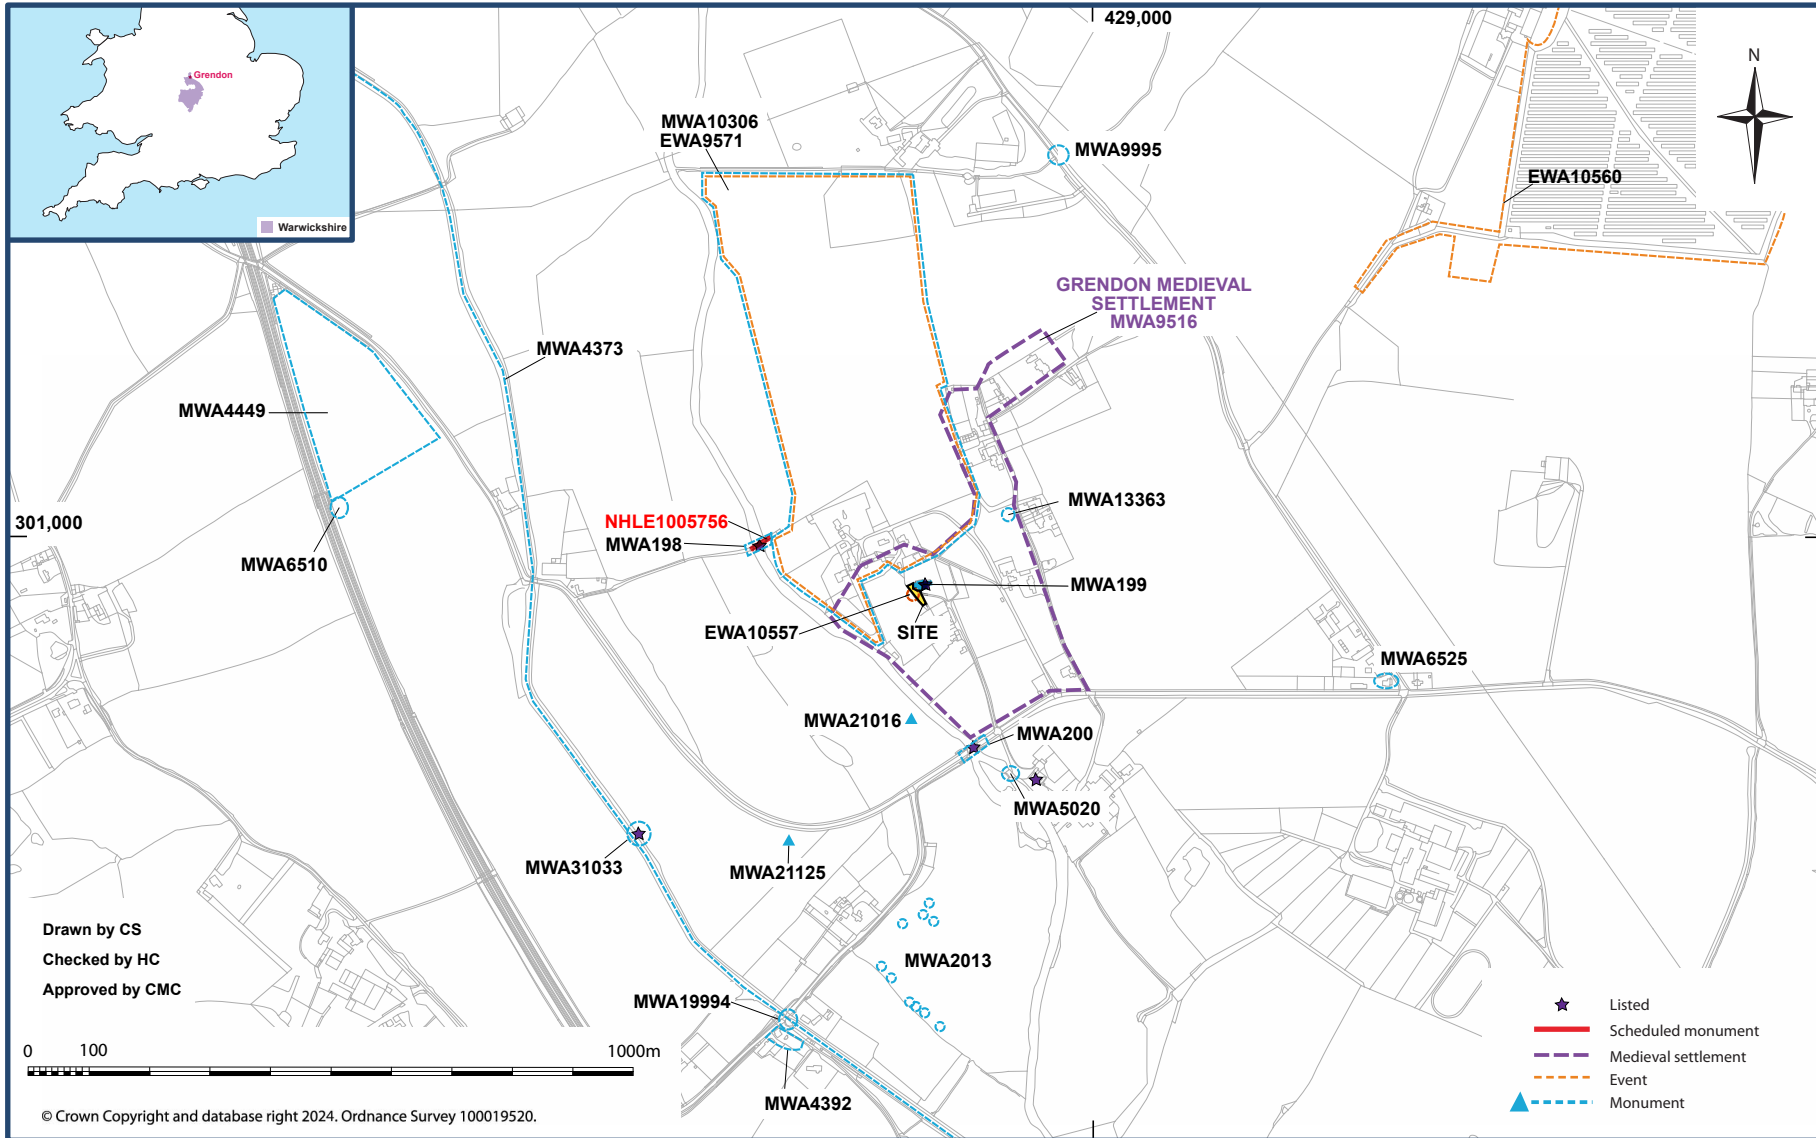 429,000
N
Grendon
Warwickshire
MWA10306
EWA9571
MWA9995
EWA10560
GRENDON MEDIEVAL
SETTLEMENT
MWA9516
MWA4373
MWA4449
MWA13363
301,000
NHLE1005756
MWA198
MWA6510
MWA199
EWA10557
SITE
MWA6525
MWA21016
MWA200
MWA5020
MWA31033
MWA21125
Drawn by CS
Checked by HC
Approved by CMC
MWA2013
MWA19994
0 100 1000m
MWA4392
© Crown Copyright and database right 2024. Ordnance Survey 100019520.
Listed
Scheduled monument
Medieval settlement
Event
Monument